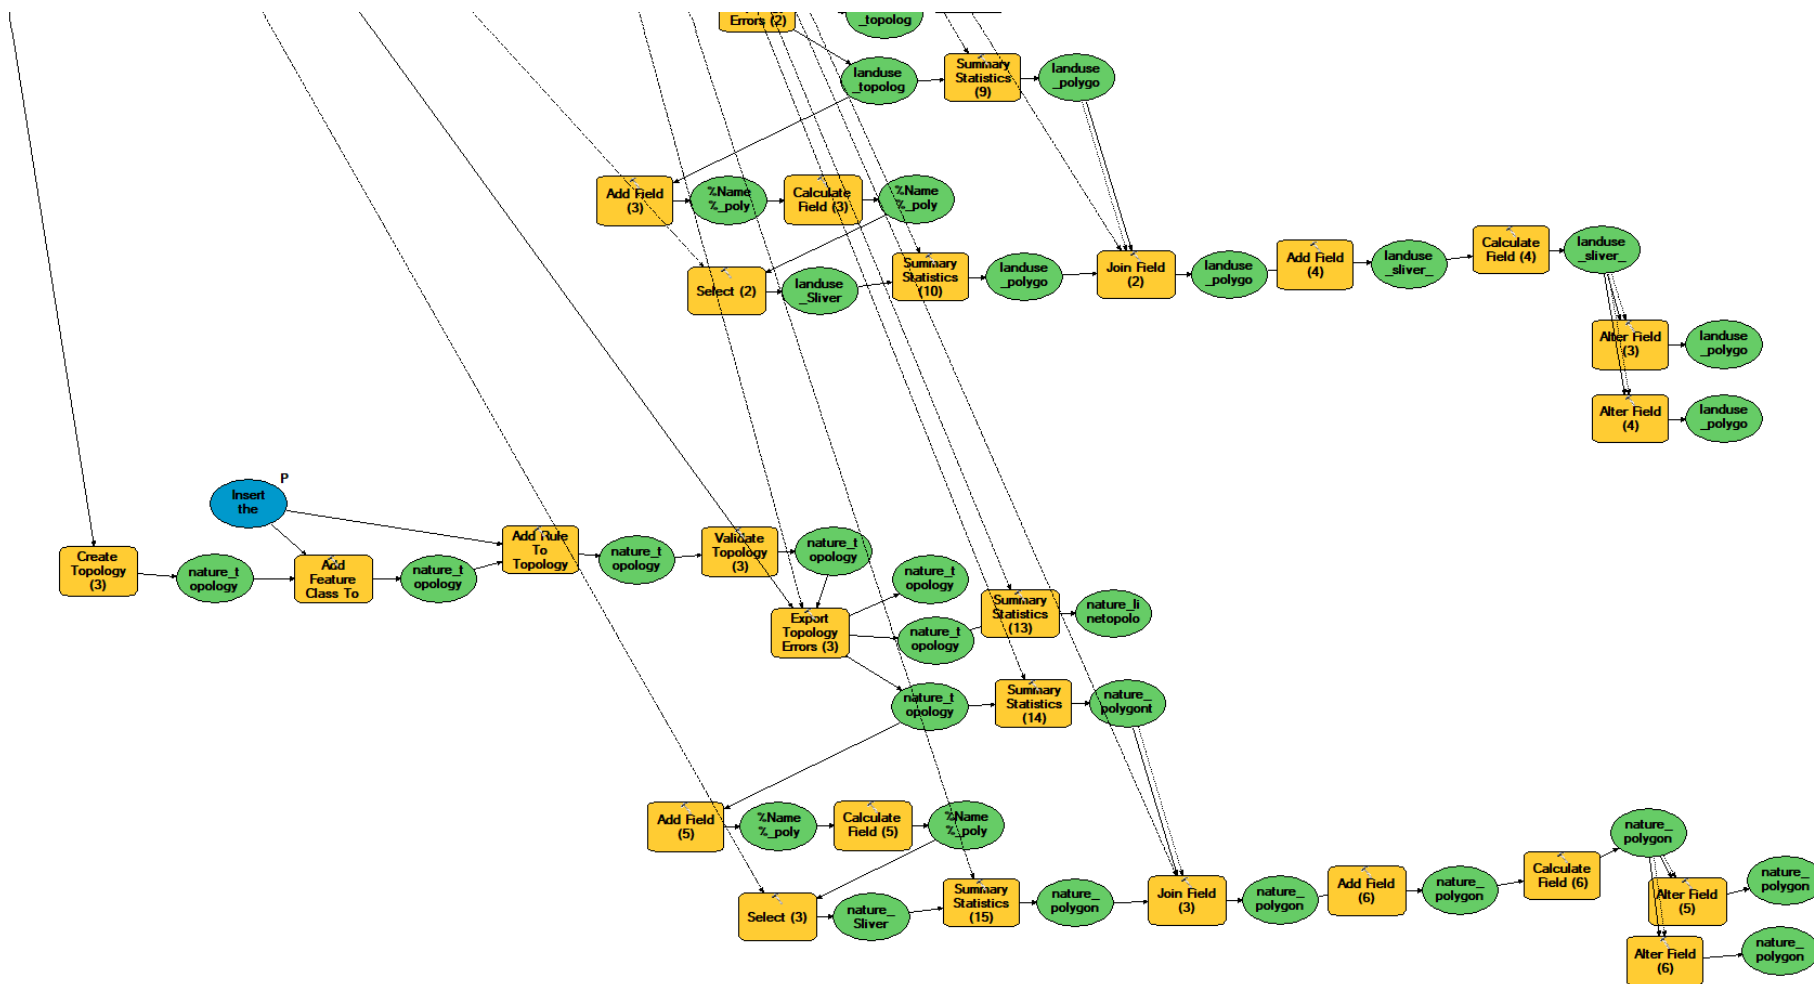 Errors (2)
_topolog
landuse
_topolog
Summary
Statistics
(9)
landuse
_polygo
Add Field
(3)
%Name
%_poly
Calculate
Field (3)
%Name
%_poly
Select (2)
landuse
_Sliver
Summary
Statistics
(10)
landuse
_polygo
Join Field
(2)
landuse
_polygo
Add Field
(4)
landuse
_sliver_
Calculate
Field (4)
landuse
_sliver_
Alter Field
(3)
landuse
_polygo
Alter Field
(4)
landuse
_polygo
P
Insert
the
Create
Topology
(3)
nature_t
opology
Add
Feature
Class To
nature_t
opology
Add Rule
To
Topology
nature_t
opology
Validate
Topology
(3)
nature_t
opology
Export
Topology
Errors (3)
nature_t
opology
nature_t
opology
Summary
Statistics
(13)
nature_li
netopolo
nature_t
opology
Summary
Statistics
(14)
nature_
polygont
Add Field
(5)
%Name
%_poly
Calculate
Field (5)
%Name
%_poly
Select (3)
nature_
Sliver
Summary
Statistics
(15)
nature_
polygon
Join Field
(3)
nature_
polygon
Add Field
(6)
nature_
polygon
Calculate
Field (6)
nature_
polygon
Alter Field
(5)
nature_
polygon
Alter Field
(6)
nature_
polygon